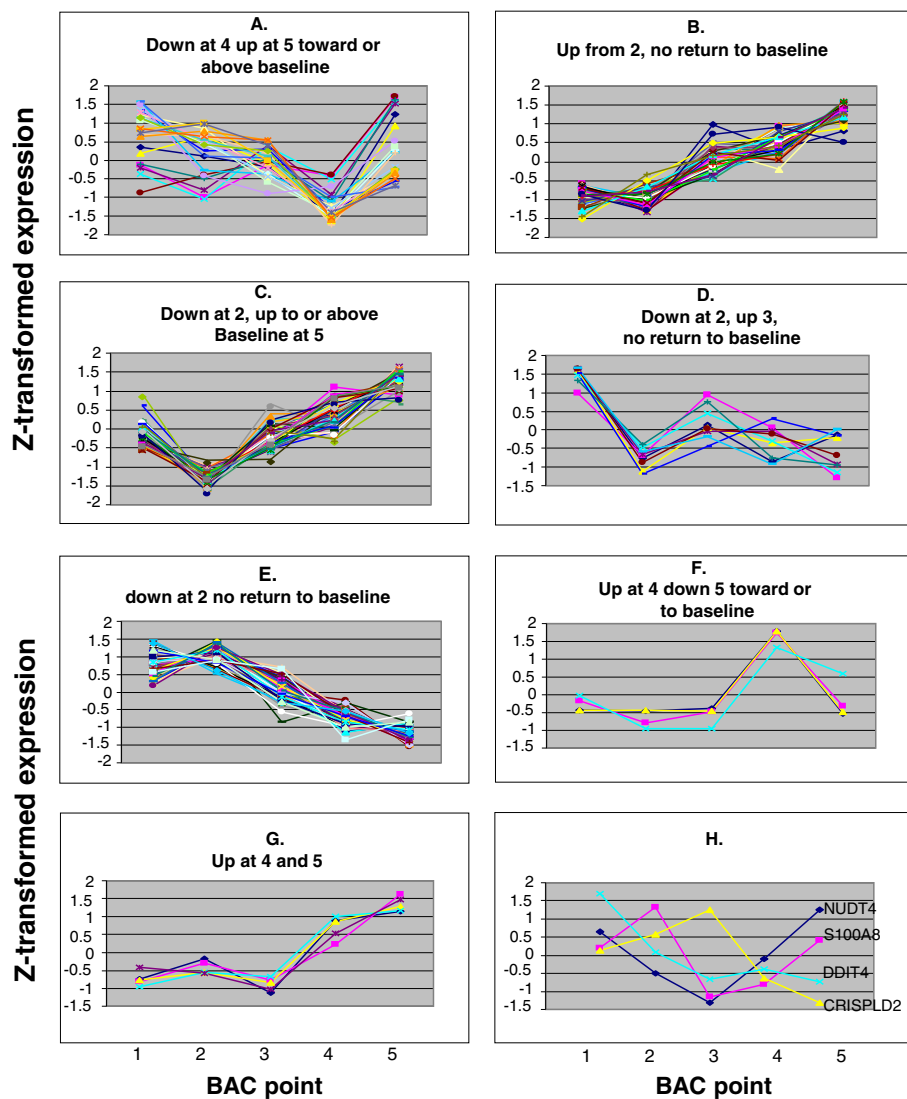 A.
Down at 4 up at 5 toward or
above baseline
2
1.5
1
0.5
0
-0.5
-1
-1.5
-2
B.
Up from 2, no return to baseline
2
1.5
1
0.5
0
-0.5
-1
-1.5
-2
Z-transformed expression
C.
Down at 2, up to or above
Baseline at 5
2
1.5
1
0.5
0
-0.5
-1
-1.5
-2
D.
Down at 2, up 3,
no return to baseline
2
1.5
1
0.5
0
-0.5
-1
-1.5
E.
down at 2 no return to baseline
2
1.5
1
0.5
0
-0.5
-1
-1.5
-2
F.
Up at 4 down 5 toward or
to baseline
2
1.5
1
0.5
0
-0.5
-1
-1.5
Z-transformed expression
G.
Up at 4 and 5
2
1.5
1
0.5
0
-0.5
-1
-1.5
H.
2
1.5
1
0.5
0
-0.5
-1
-1.5
NUDT4
S100A8
DDIT4
CRISPLD2
1 2 3 4 5
BAC point
1 2 3 4 5
BAC point